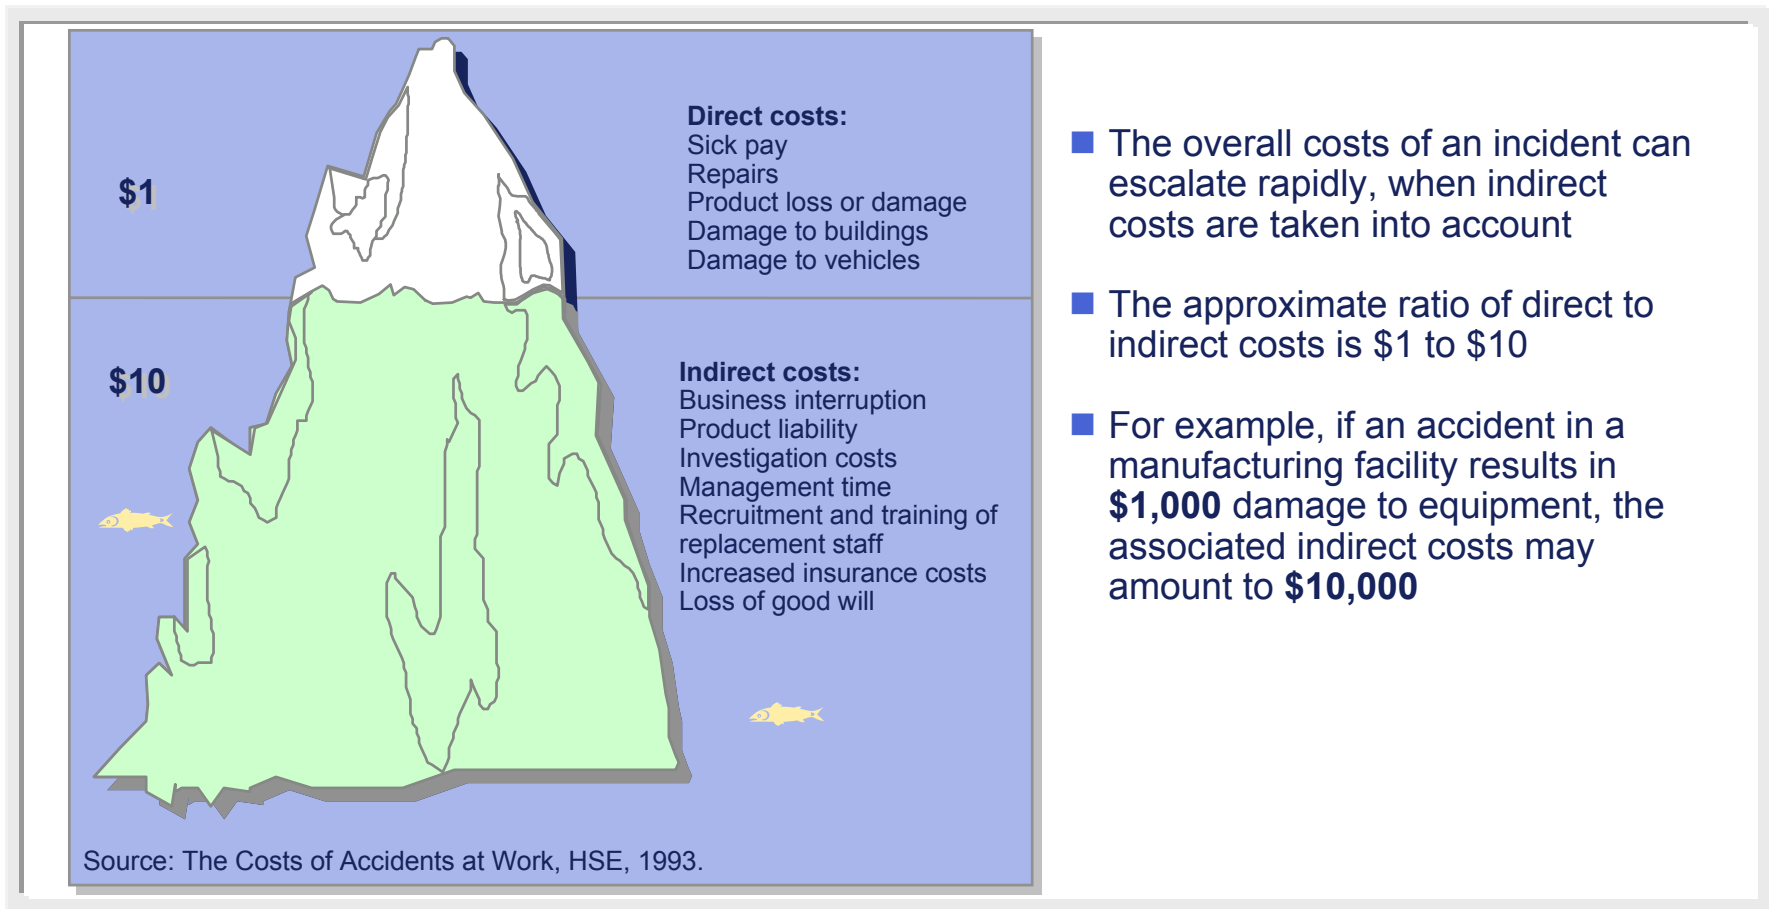 $1
Direct costs:
Sick pay
Repairs
Product loss or damage
Damage to buildings
Damage to vehicles
$10
Indirect costs:
Business interruption
Product liability
Investigation costs
Management time
Recruitment and training of
replacement staff
Increased insurance costs
Loss of good will
Source: The Costs of Accidents at Work, HSE, 1993.
The overall costs of an incident can
escalate rapidly, when indirect
costs are taken into account
The approximate ratio of direct to
indirect costs is $1 to $10
For example, if an accident in a
manufacturing facility results in
$1,000 damage to equipment, the
associated indirect costs may
amount to $10,000